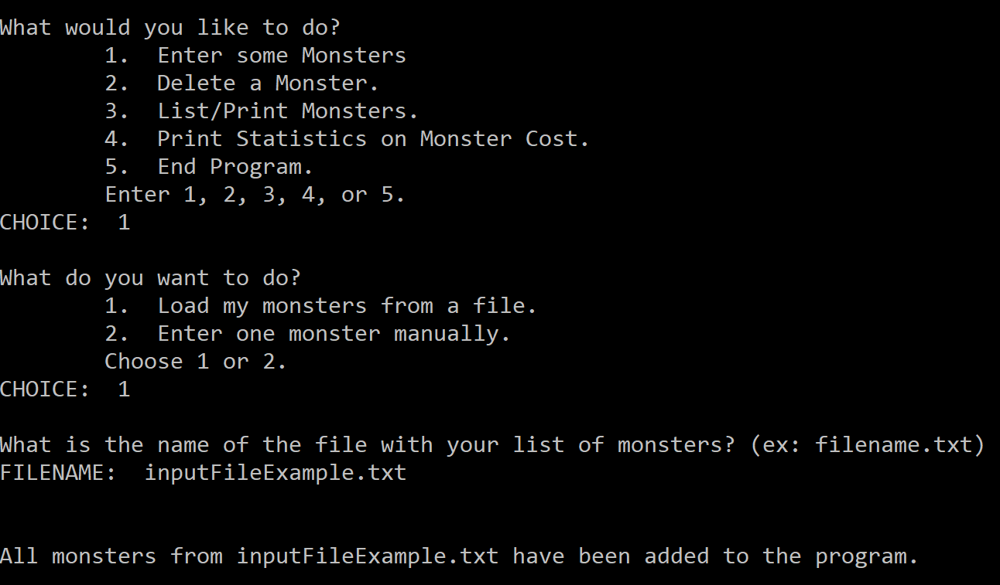 What would you like to do?
1.  Enter some Monsters
2.  Delete a Monster.
3.  List/Print Monsters.
4.  Print Statistics on Monster Cost.
5.  End Program.
Enter 1, 2, 3, 4, or 5.
CHOICE:  1
What do you want to do?
1.  Load my monsters from a file.
2.  Enter one monster manually.
Choose 1 or 2.
CHOICE:  1
What is the name of the file with your list of monsters? (ex: filename.txt)
FILENAME:  inputFileExample.txt
All monsters from inputFileExample.txt have been added to the program.